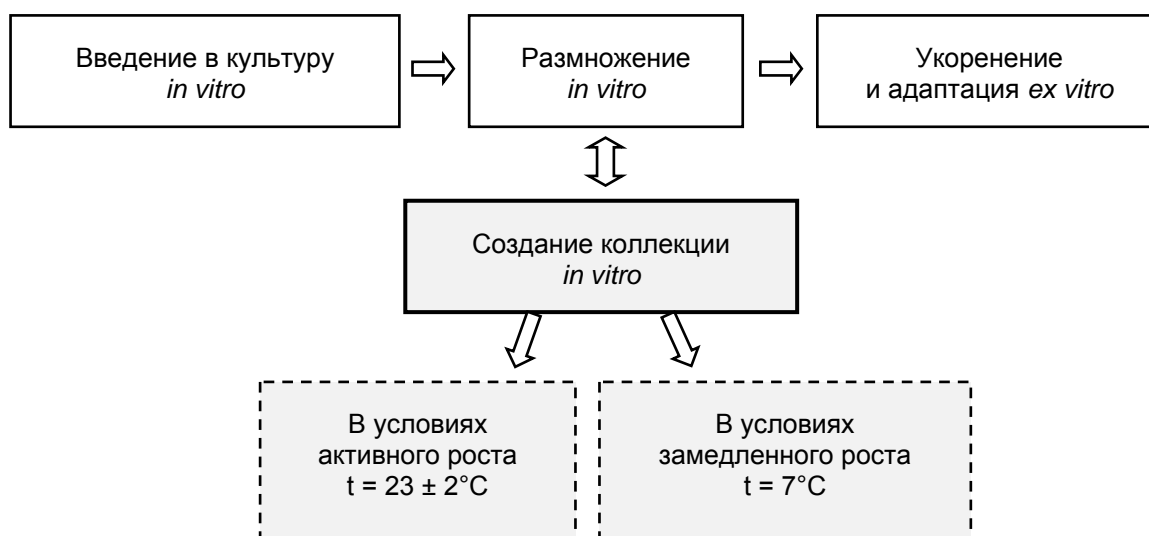 Введение в культуру
in vitro
Размножение
in vitro
Укоренение
и адаптация ex vitro
Создание коллекции
in vitro
В условиях
активного роста
t = 23 ± 2°C
В условиях
замедленного роста
t = 7°C